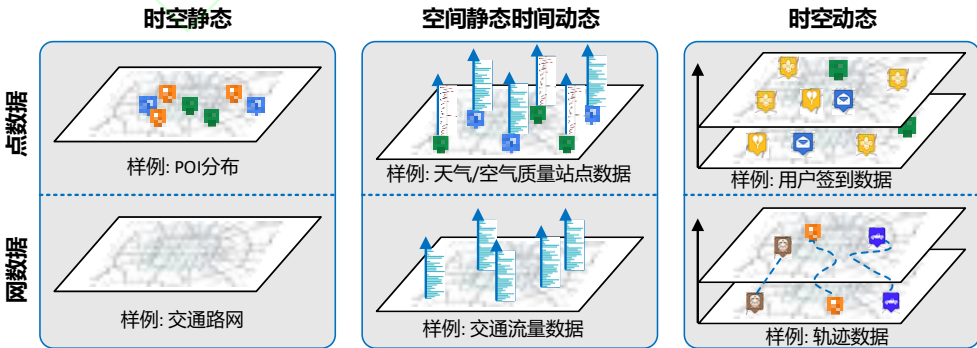 时空静态
空间静态时间动态
时空动态
点数据
样例: POI分布
样例: 天气/空气质量站点数据
样例: 用户签到数据
网数据
样例: 交通路网
样例: 交通流量数据
样例: 轨迹数据